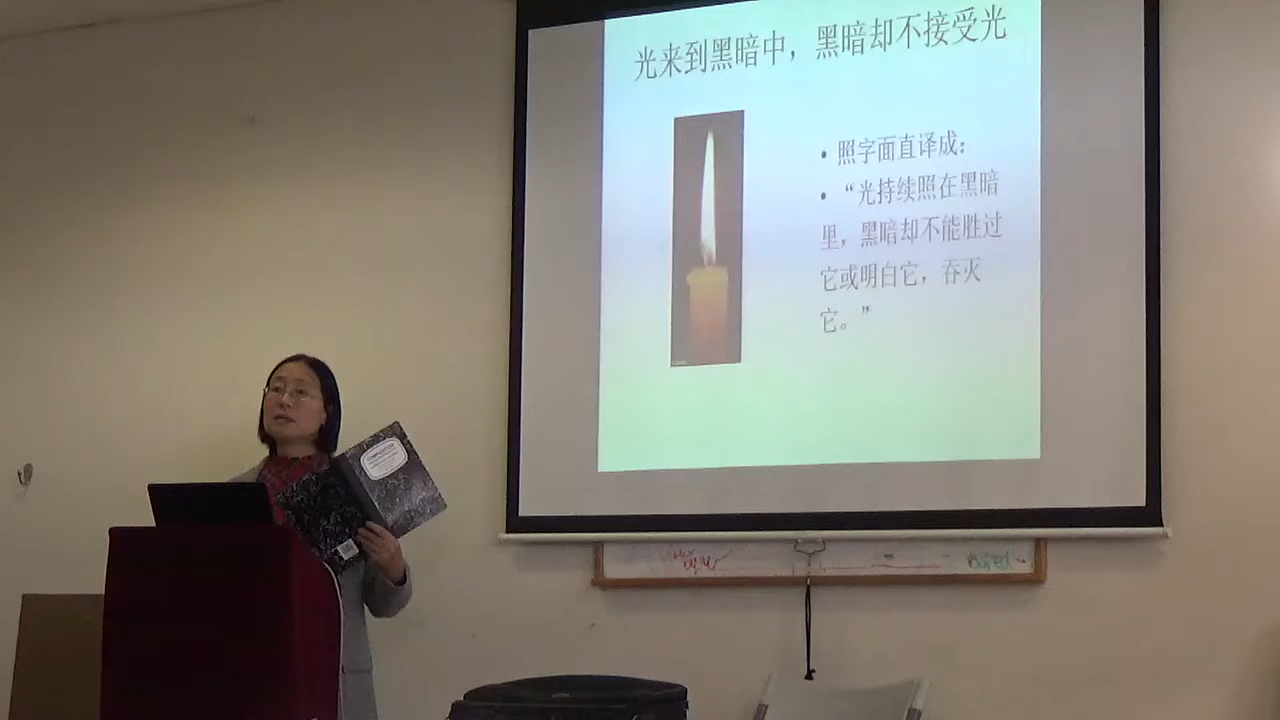 光来到黑暗中，黑暗却不接受光
• 照字面直译成：
• “光持续照在黑暗
里，黑暗却不能胜过
它或明白它，吞灭
它。”
COMPOSITION